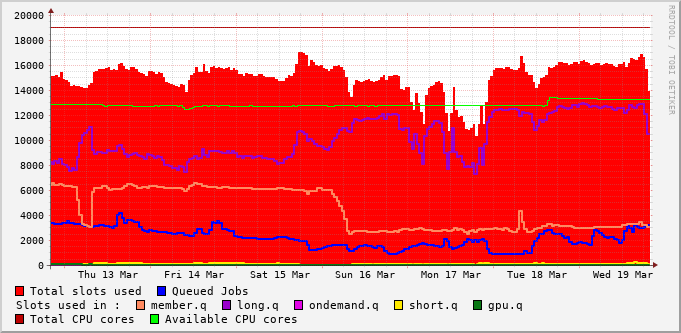 20000
18000
16000
14000
12000
10000
8000
6000
4000
2000
0
Thu 13 Mar Fri 14 Mar Sat 15 Mar Sun 16 Mar Mon 17 Mar Tue 18 Mar Wed 19 Mar
Total slots used Queued Jobs
Slots used in : member.q long.q ondemand.q short.q gpu.q
Total CPU cores Available CPU cores
RRDTOOL / TOBI OETIKER